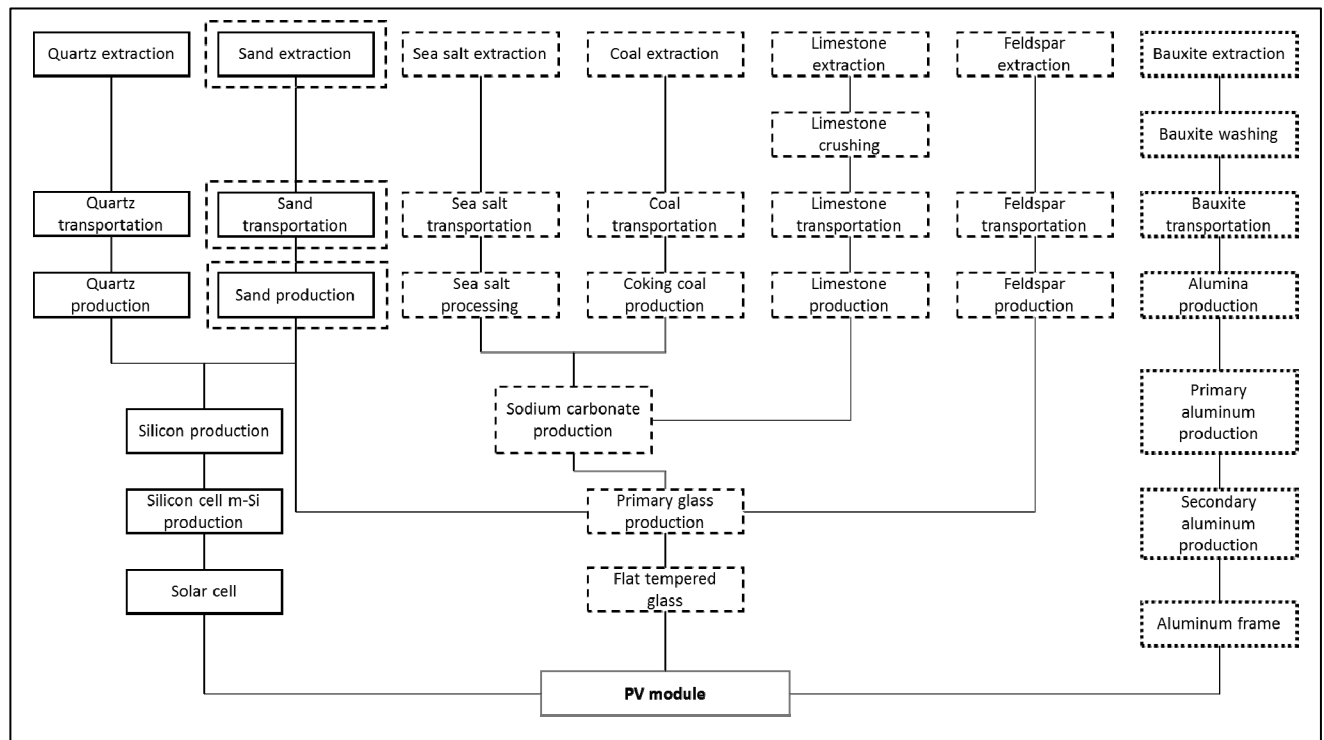 Quartz extraction
Sand extraction
Sea salt extraction
Coal extraction
Limestone
extraction
Feldspar
extraction
Bauxite extraction
Limestone
crushing
Bauxite washing
Quartz
transportation
Sand
transportation
Sea salt
transportation
Coal
transportation
Limestone
transportation
Feldspar
transportation
Bauxite
transportation
Quartz
production
Sand production
Sea salt
processing
Coking coal
production
Limestone
production
Feldspar
production
Alumina
production
Silicon production
Sodium carbonate
production
Primary
aluminum
production
Silicon cell m-Si
production
Primary glass
production
Secondary
aluminum
production
Solar cell
Flat tempered
glass
Aluminum frame
PV module